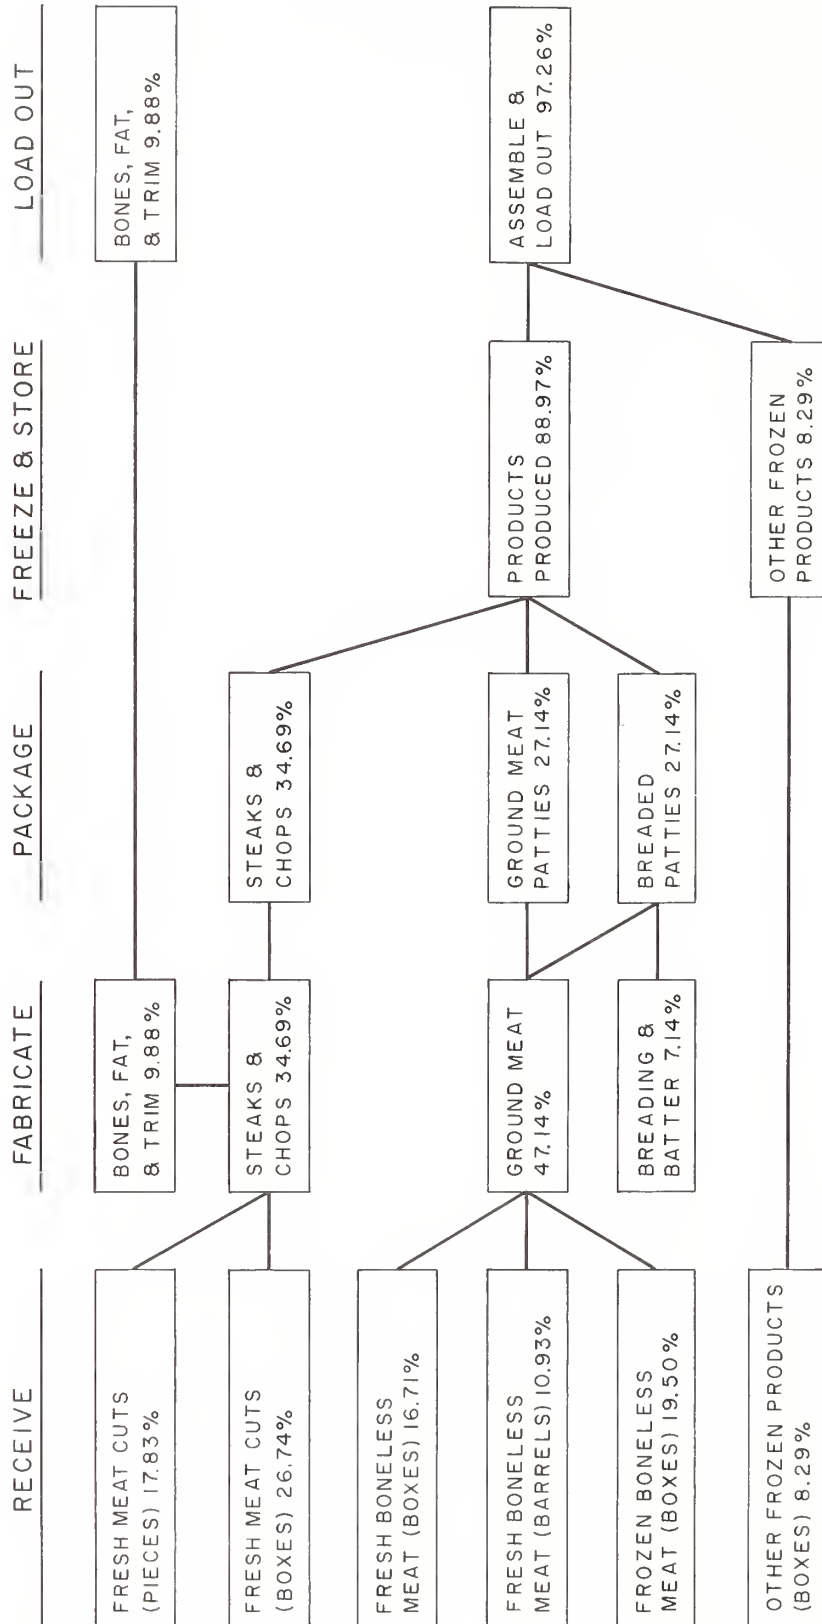 RECEIVE
FABRICATE
PACKAGE
FREEZE & STORE
LOAD OUT
FRESH MEAT CUTS
(PIECES) 17.83%
BONES, FAT,
& TRIM 9.88%
BONES, FAT,
& TRIM 9.88%
FRESH MEAT CUTS
(BOXES) 26.74%
STEAKS &
CHOPS 34.69%
STEAKS &
CHOPS 34.69%
FRESH BONELESS
MEAT (BOXES) 16.71%
FRESH BONELESS
MEAT (BARRELS) 10.93%
GROUND MEAT
47.14%
GROUND MEAT
PATTIES 27.14%
PRODUCTS
PRODUCED 88.97%
ASSEMBLE &
LOAD OUT 97.26%
FROZEN BONELESS
MEAT (BOXES) 19.50%
BREADING &
BATTER 7.14%
BREADED
PATTIES 27.14%
OTHER FROZEN PRODUCTS
(BOXES) 8.29%
OTHER FROZEN
PRODUCTS 8.29%